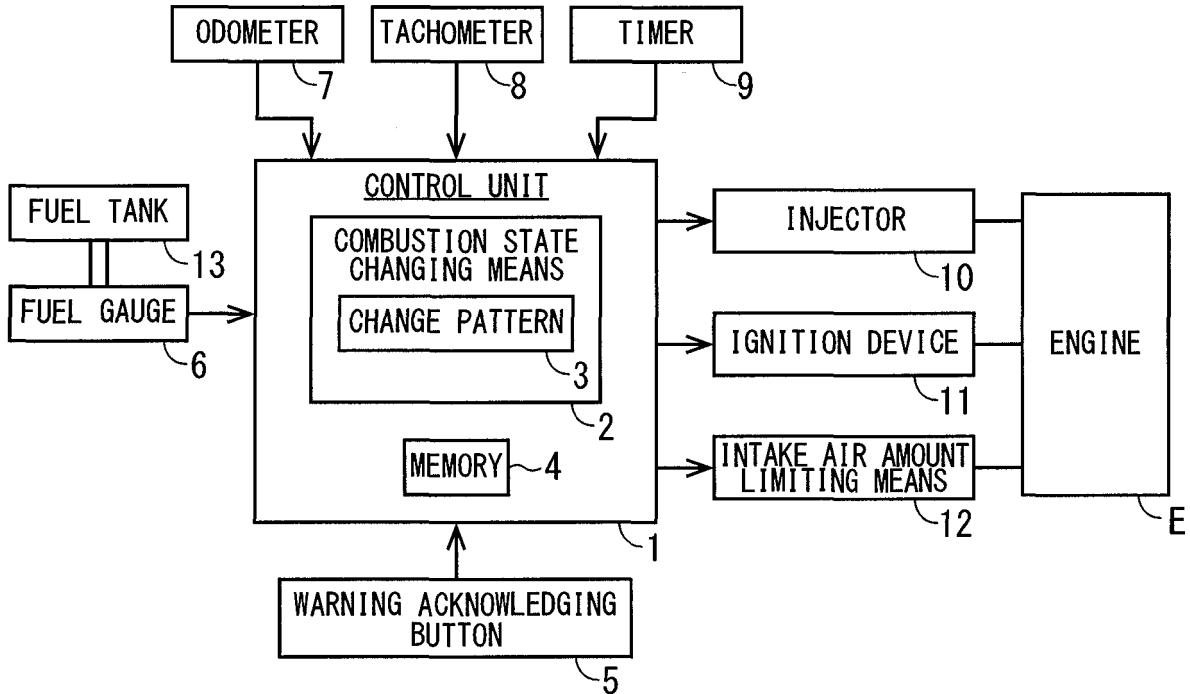 ODOMETER
7
TACHOMETER
8
TIMER
9
CONTROL UNIT
FUEL TANK
13
FUEL GAUGE
6
COMBUSTION STATE
CHANGING MEANS
CHANGE PATTERN
3
2
MEMORY
4
1
INJECTOR
10
IGNITION DEVICE
11
INTAKE AIR AMOUNT
LIMITING MEANS
12
ENGINE
E
WARNING ACKNOWLEDGING
BUTTON
5